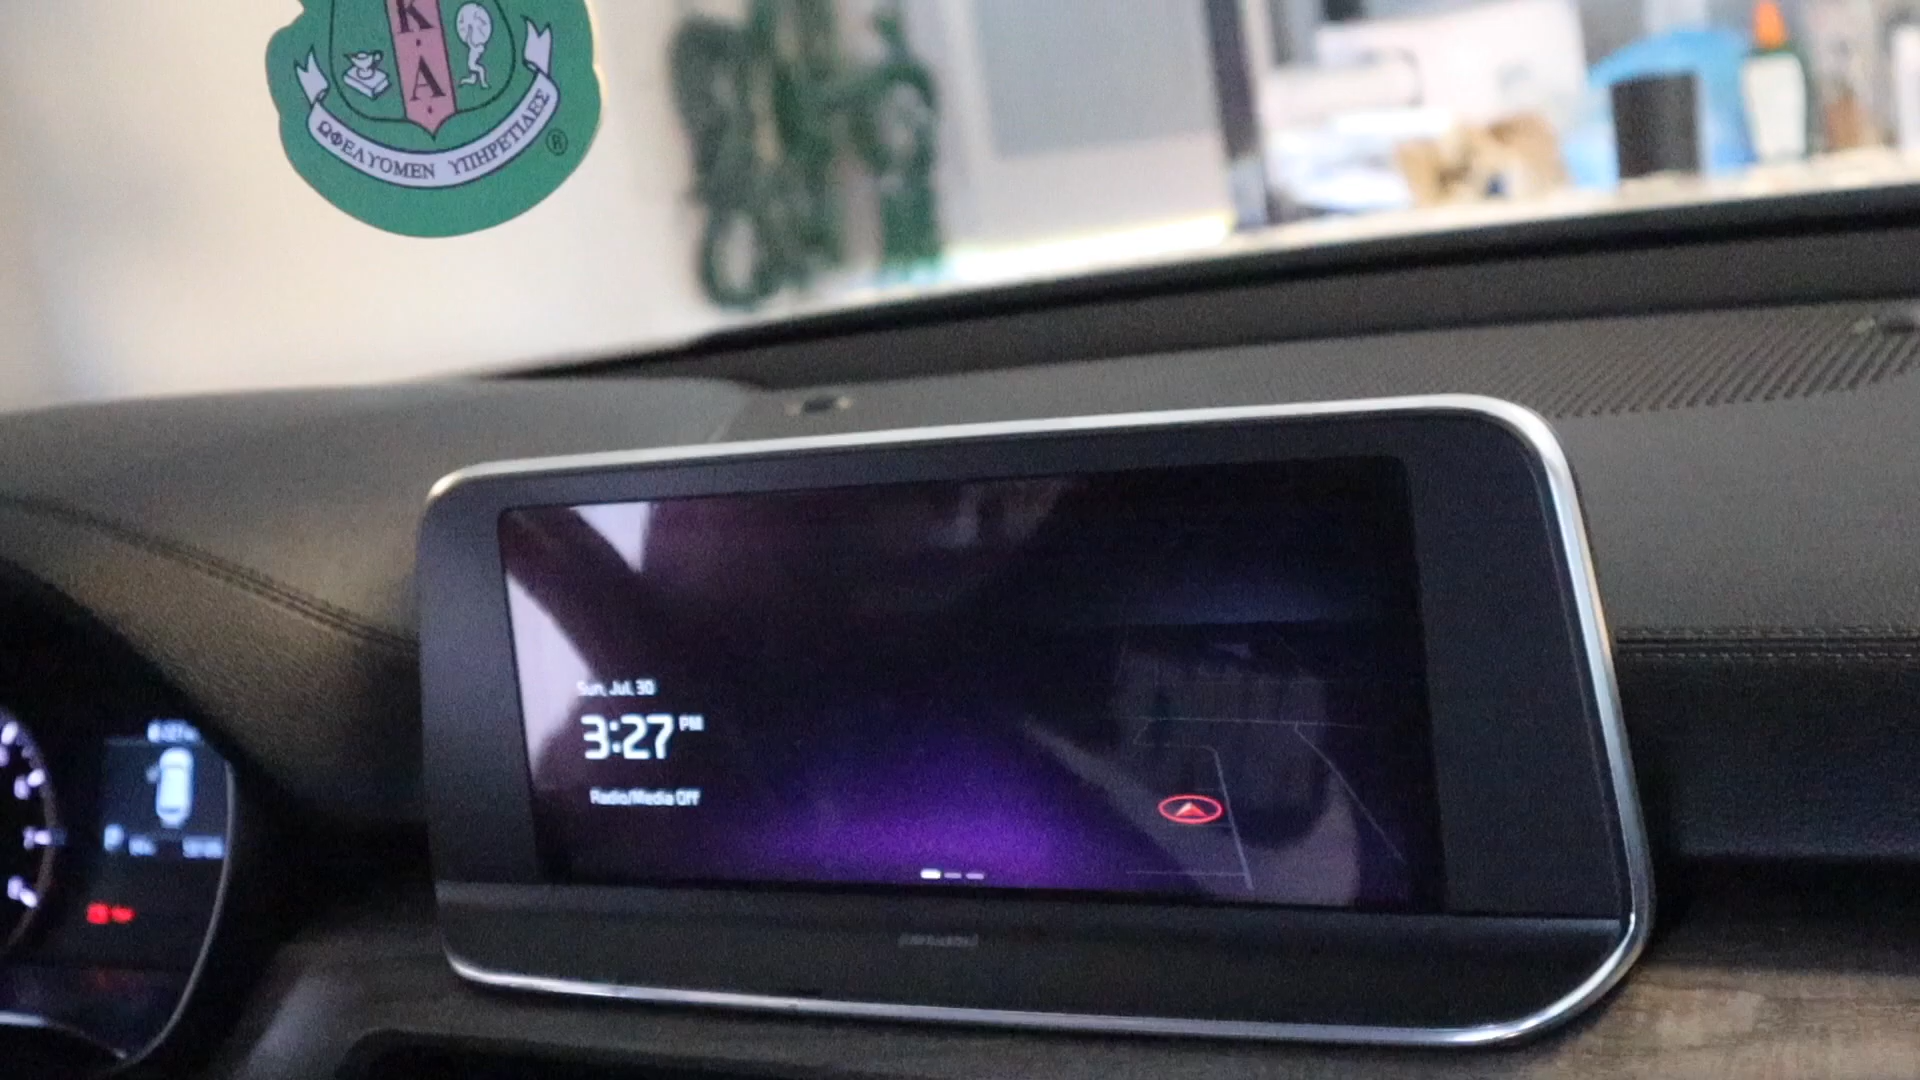 K
A
ΩΦΕΛΥΟΜΕΝ ΥΠΗΡΕΤΙΔΕΣ
®
Sun, Jul, 30
3:27 PM
Radio/Media Off
P